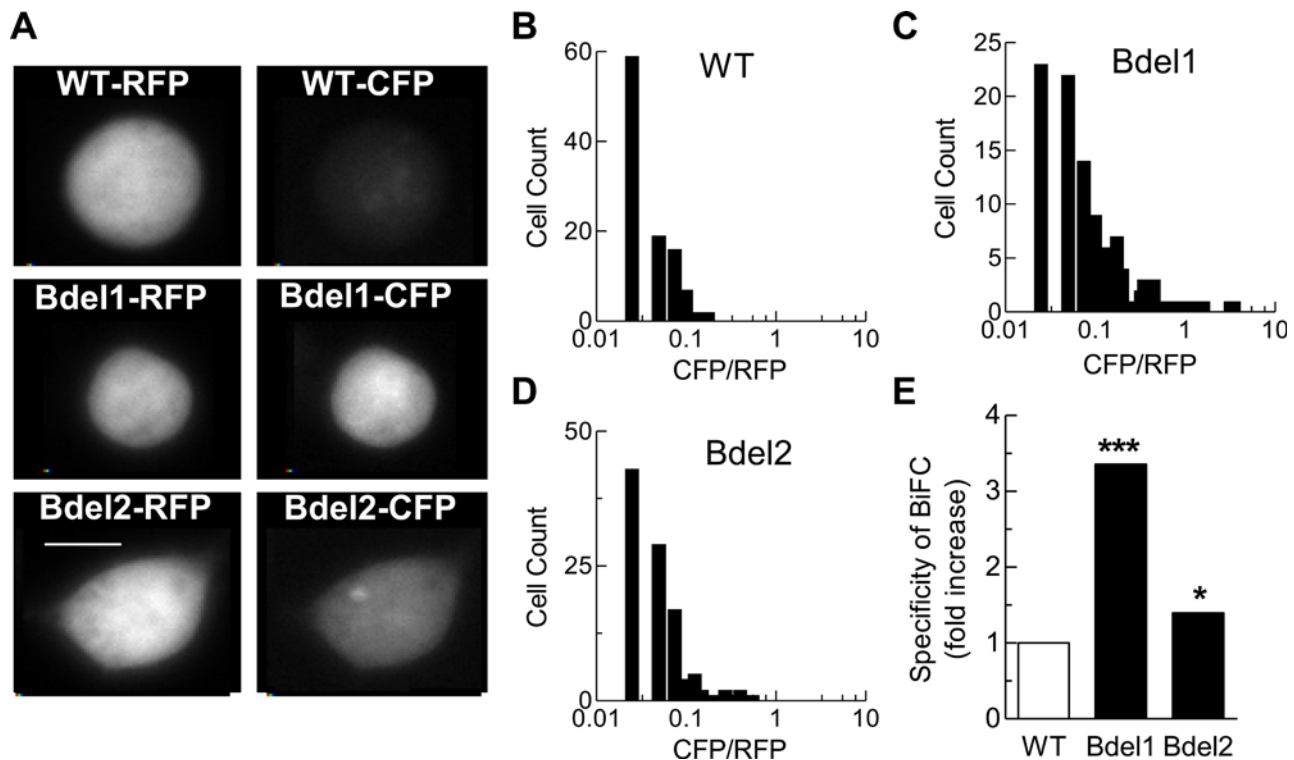 A
WT-RFP
WT-CFP
Bdel1-RFP
Bdel1-CFP
Bdel2-RFP
Bdel2-CFP
B
WT
60
40
20
0
Cell Count
0.01
0.1
1
10
CFP/RFP
C
Bdel1
25
20
15
10
5
0
Cell Count
0.01
0.1
1
10
CFP/RFP
D
Bdel2
50
25
0
Cell Count
0.01
0.1
1
10
CFP/RFP
E
4
3
2
1
0
Specificity of BiFC
(fold increase)
***
*
WT
Bdel1
Bdel2